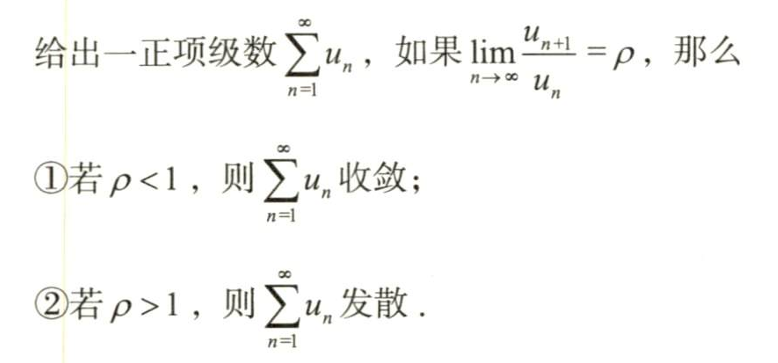 给出一正项级数 $\sum_{n=1}^{\infty} u_n$，如果 $\lim_{n \to \infty} \frac{u_{n+1}}{u_n} = \rho$，那么
①若 $\rho < 1$，则 $\sum_{n=1}^{\infty} u_n$ 收敛；
②若 $\rho > 1$，则 $\sum_{n=1}^{\infty} u_n$ 发散．